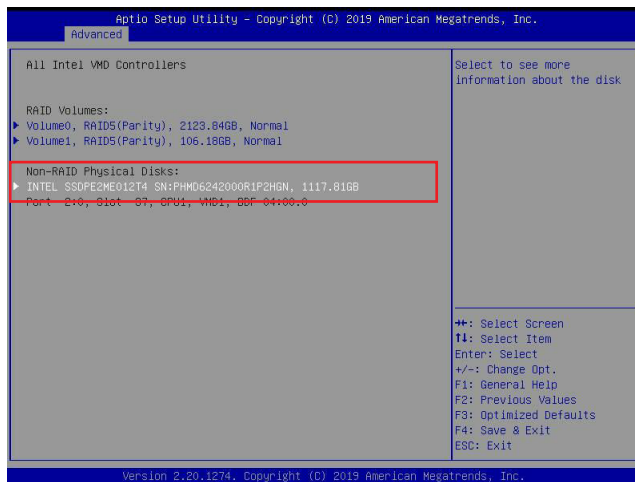 Aptio Setup Utility – Copyright (C) 2019 American Megatrends, Inc.
Advanced
All Intel VMD Controllers
RAID Volumes:
Volume0, RAID5(Parity), 2123.84GB, Normal
Volume1, RAID5(Parity), 106.18GB, Normal
Non-RAID Physical Disks:
INTEL SSDPE2ME012T4 SN:PHMD6242000R1P2HGN, 1117.81GB
Port 2:0, Slot 37, CPU1, VMD1, BDF 04:00.0
Select to see more
information about the disk
→←: Select Screen
↑↓: Select Item
Enter: Select
+/-: Change Opt.
F1: General Help
F2: Previous Values
F3: Optimized Defaults
F4: Save & Exit
ESC: Exit
Version 2.20.1274. Copyright (C) 2019 American Megatrends, Inc.